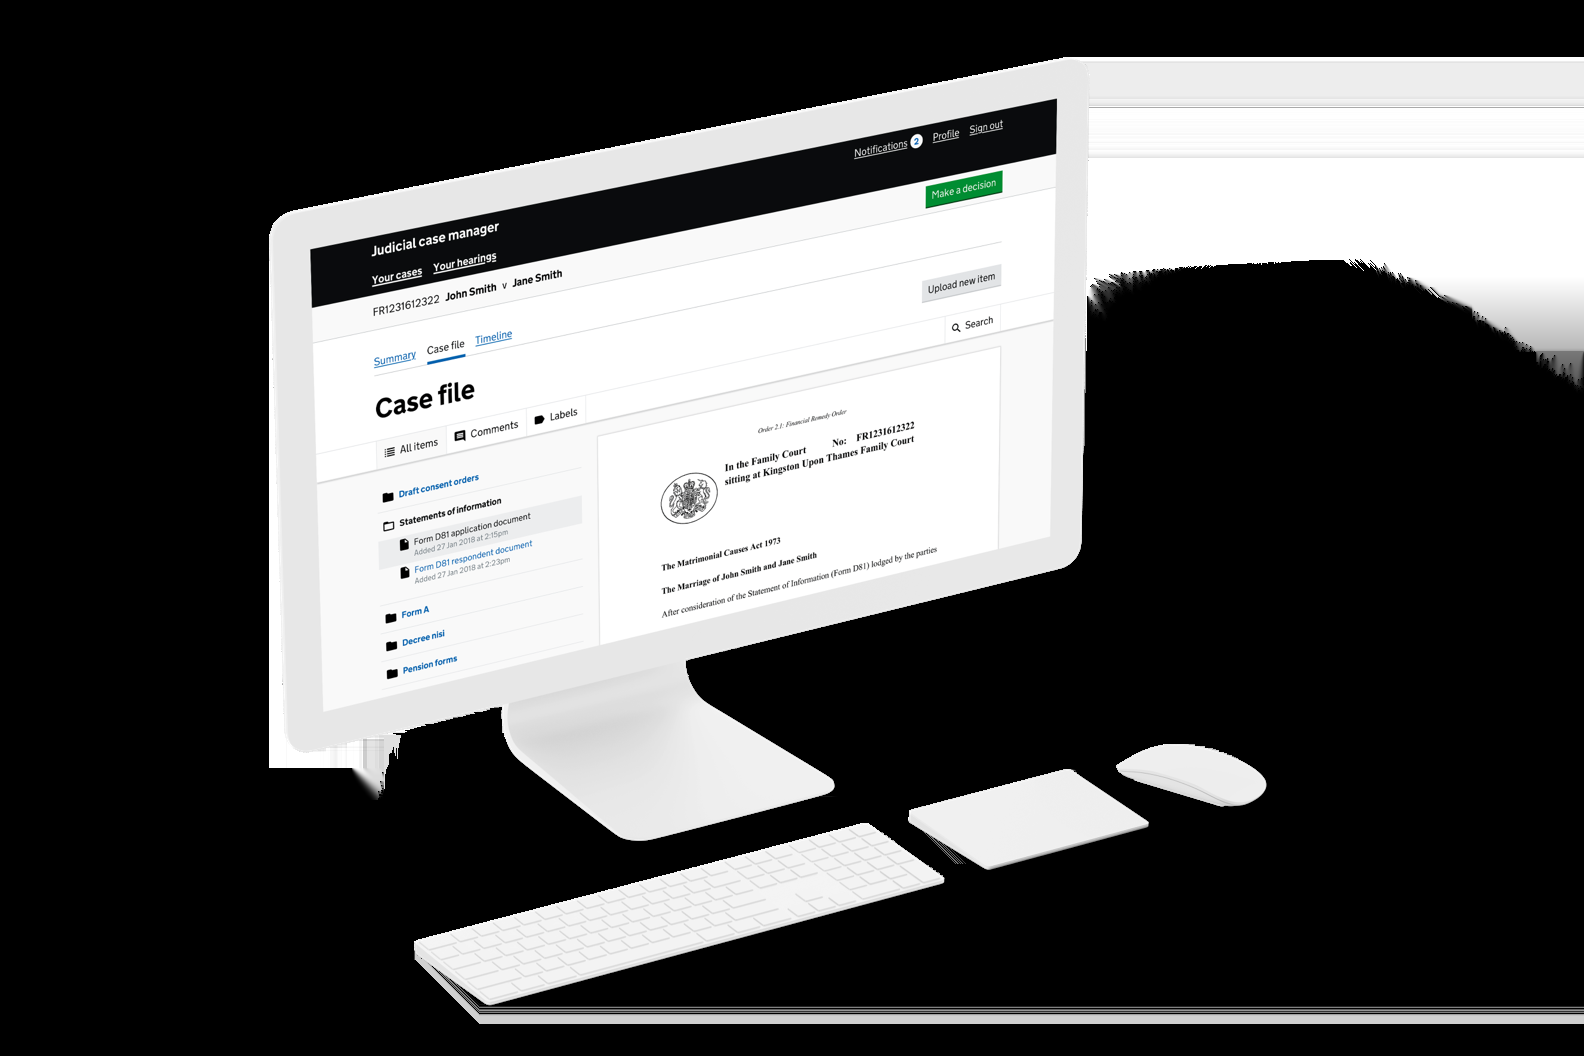 Notifications 2 Profile Sign out
Judicial case manager
Your cases Your hearings
Make a decision
FR1231612322 John Smith v Jane Smith
Upload new item
Summary Case file Timeline
Case file
Search
All items Comments Labels
Draft consent orders
Statements of information
Form D81 application document
Added 27 Jan 2018 at 2:15pm
Form D81 respondent document
Added 27 Jan 2018 at 2:23pm
Form A
Decree nisi
Pension forms
Order 2.1: Financial Remedy Order
In the Family Court No: FR1231612322
sitting at Kingston Upon Thames Family Court
The Matrimonial Causes Act 1973
The Marriage of John Smith and Jane Smith
After consideration of the Statement of Information (Form D81) lodged by the parties